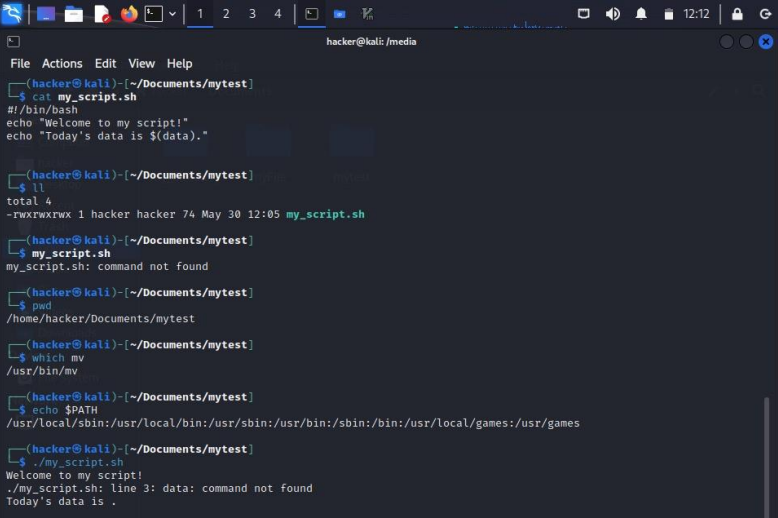 1 2 3 4 12:12
hacker@kali: /media
File Actions Edit View Help
┌──(hacker㉿kali)-[~/Documents/mytest]
└─$ cat my_script.sh
#!/bin/bash
echo "Welcome to my script!"
echo "Today's data is $(data)."
┌──(hacker㉿kali)-[~/Documents/mytest]
└─$ ll
total 4
-rwxrwxrwx 1 hacker hacker 74 May 30 12:05 my_script.sh
┌──(hacker㉿kali)-[~/Documents/mytest]
└─$ my_script.sh
my_script.sh: command not found
┌──(hacker㉿kali)-[~/Documents/mytest]
└─$ pwd
/home/hacker/Documents/mytest
┌──(hacker㉿kali)-[~/Documents/mytest]
└─$ which mv
/usr/bin/mv
┌──(hacker㉿kali)-[~/Documents/mytest]
└─$ echo $PATH
/usr/local/sbin:/usr/local/bin:/usr/sbin:/usr/bin:/sbin:/bin:/usr/local/games:/usr/games
┌──(hacker㉿kali)-[~/Documents/mytest]
└─$ ./my_script.sh
Welcome to my script!
./my_script.sh: line 3: data: command not found
Today's data is .